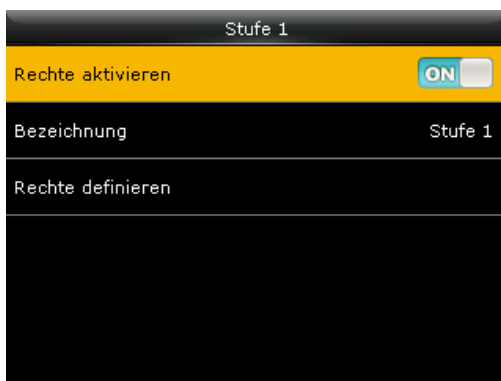 Stufe 1
Rechte aktivieren ON
Bezeichnung Stufe 1
Rechte definieren